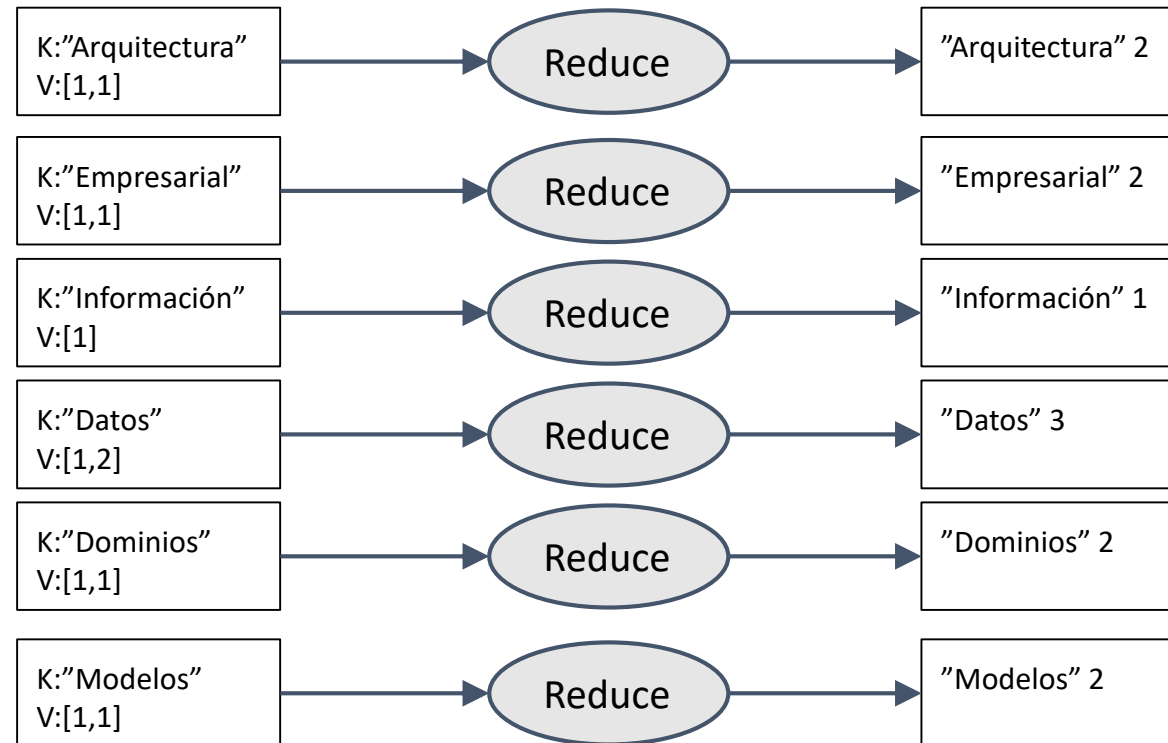 K:”Arquitectura”
V:[1,1]
Reduce
”Arquitectura” 2
K:”Empresarial”
V:[1,1]
Reduce
”Empresarial” 2
K:”Información”
V:[1]
Reduce
”Información” 1
K:”Datos”
V:[1,2]
Reduce
”Datos” 3
K:”Dominios”
V:[1,1]
Reduce
”Dominios” 2
K:”Modelos”
V:[1,1]
Reduce
”Modelos” 2